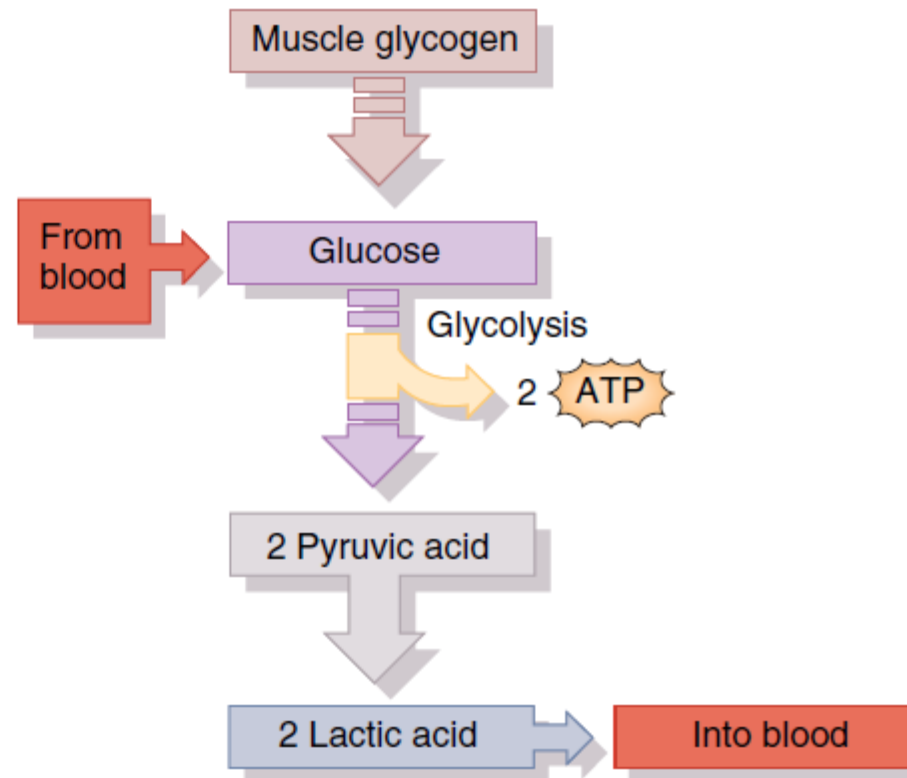 Muscle glycogen
From
blood
Glucose
Glycolysis
2 ATP
2 Pyruvic acid
2 Lactic acid
Into blood